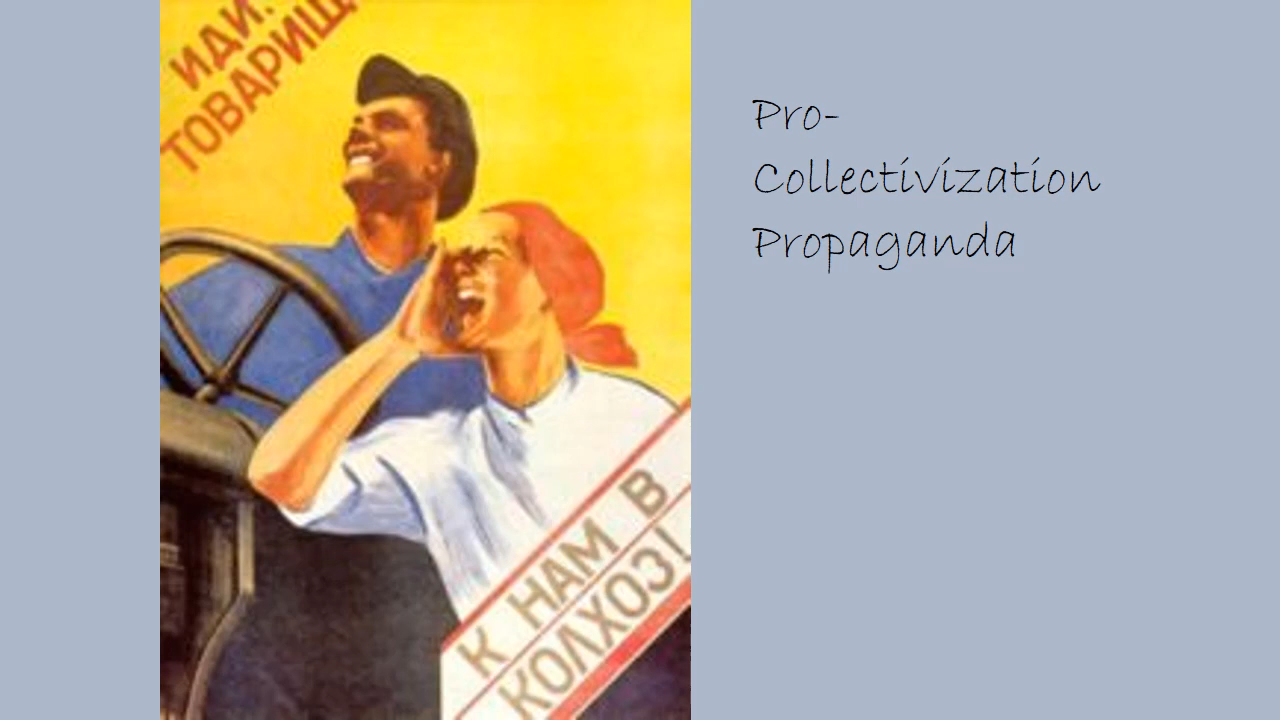 ИДИ,
ТОВАРИЩ
К НАМ В
КОЛХОЗ!
Pro-
Collectivization
Propaganda